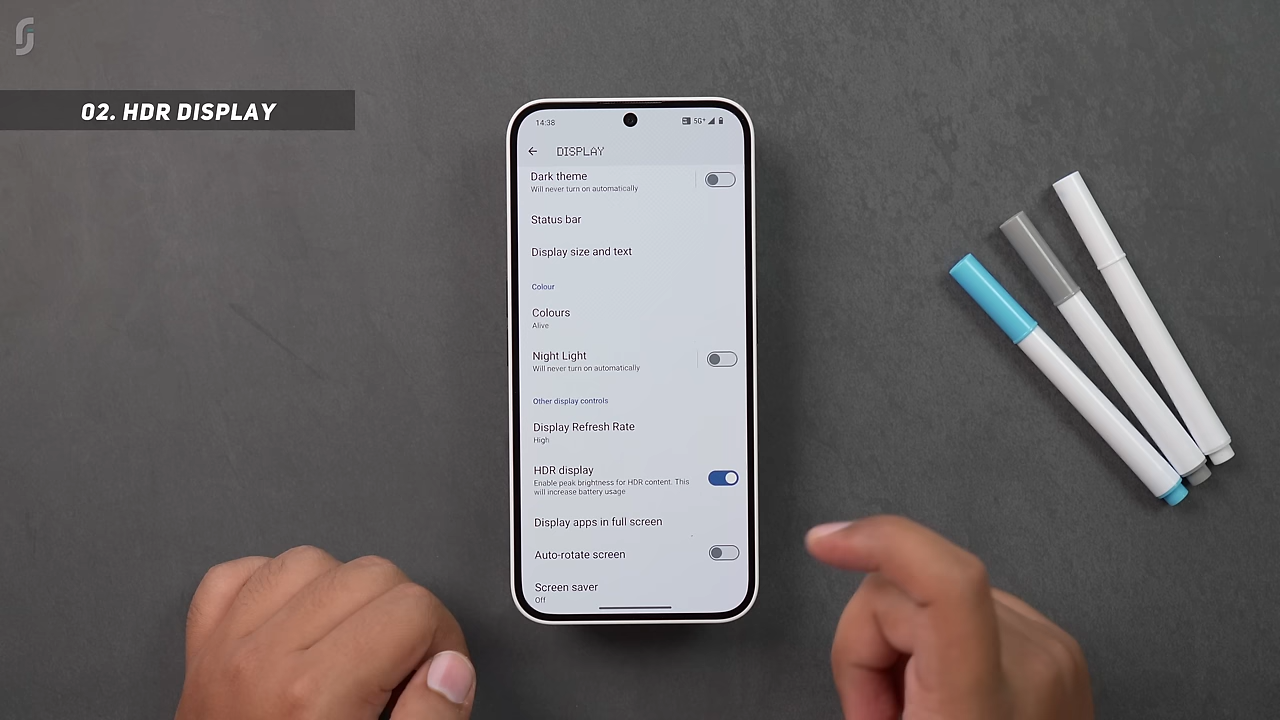 02. HDR DISPLAY
14:38
5G+
DISPLAY
Dark theme
Will never turn on automatically
Status bar
Display size and text
Colour
Colours
Alive
Night Light
Will never turn on automatically
Other display controls
Display Refresh Rate
High
HDR display
Enable peak brightness for HDR content. This
will increase battery usage
Display apps in full screen
Auto-rotate screen
Screen saver
Off